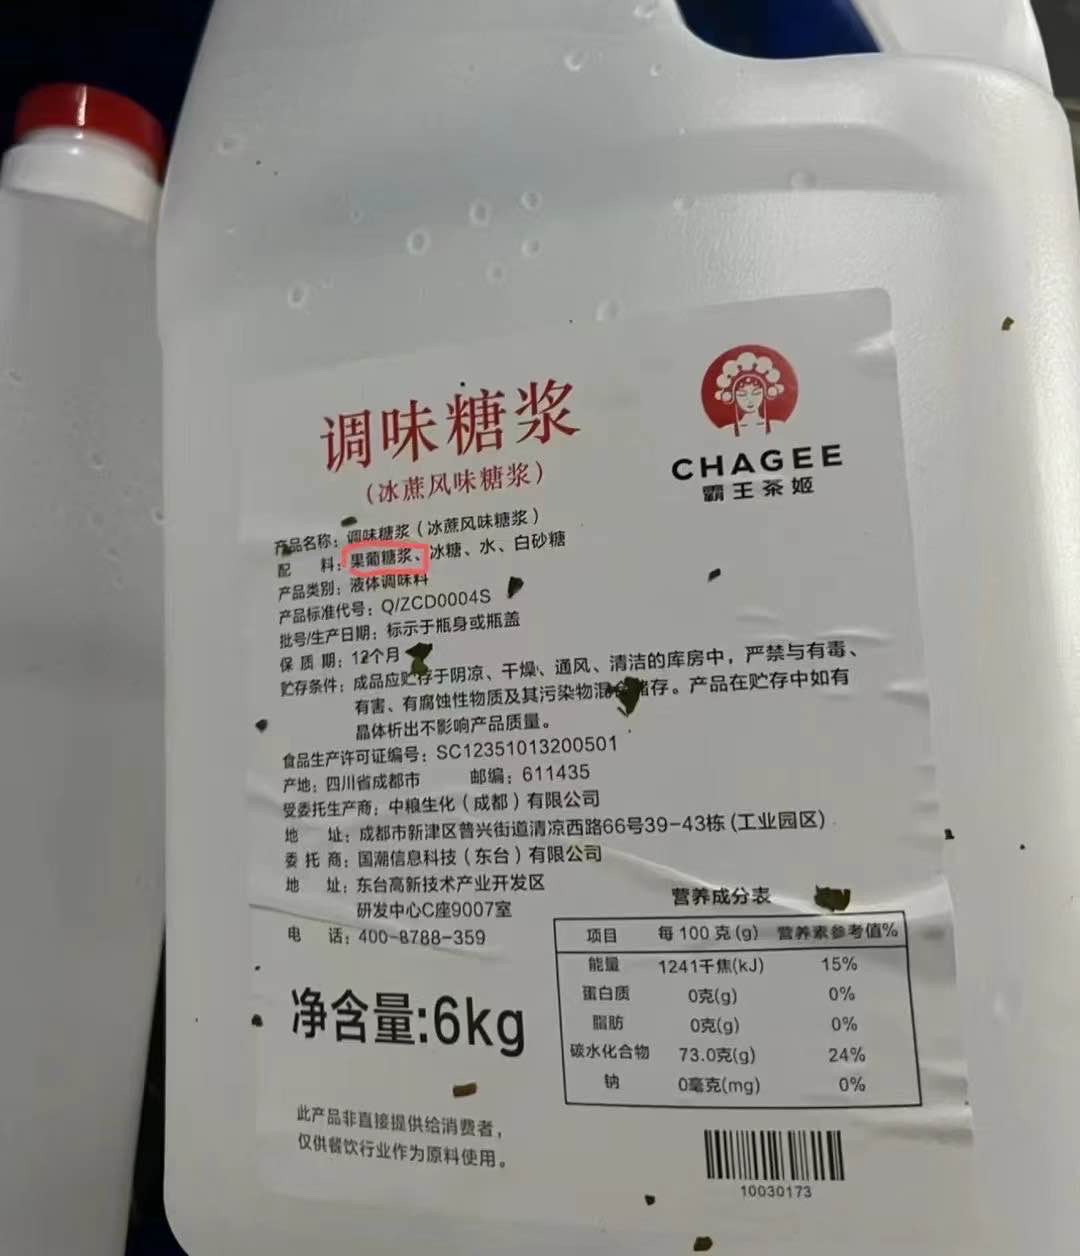 调味糖浆
(冰蔗风味糖浆)
CHAGEE
霸王茶姬
产品名称：调味糖浆（冰蔗风味糖浆）
配 料：果葡糖浆、冰糖、水、白砂糖
产品类别：液体调味料
产品标准代号：Q/ZCD0004S
批号/生产日期：标示于瓶身或瓶盖
保 质 期：12个月
贮存条件：成品应贮存于阴凉、干燥、通风、清洁的库房中，严禁与有毒、
有害、有腐蚀性物质及其污染物混合储存。产品在贮存中如有
晶体析出不影响产品质量。
食品生产许可证编号：SC12351013200501
产地：四川省成都市 邮编：611435
受委托生产商：中粮生化（成都）有限公司
地 址：成都市新津区普兴街道清凉西路66号39-43栋(工业园区)
委 托 商：国潮信息科技（东台）有限公司
地 址：东台高新技术产业开发区
研发中心C座9007室
电 话：400-8788-359
净含量:6kg
此产品非直接提供给消费者，
仅供餐饮行业作为原料使用。
营养成分表
项目 每100克(g) 营养素参考值%
能量 1241千焦(kJ) 15%
蛋白质 0克(g) 0%
脂肪 0克(g) 0%
碳水化合物 73.0克(g) 24%
钠 0毫克(mg) 0%
10030173